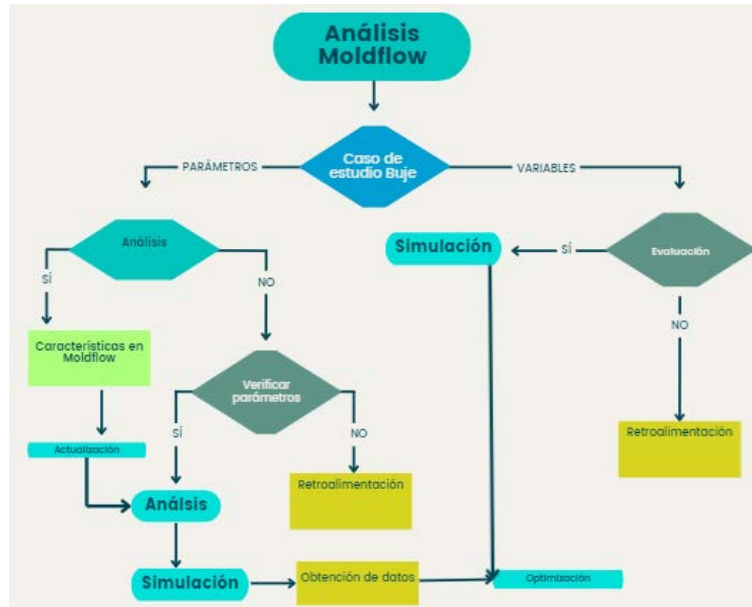 Análisis
Moldflow
Caso de
estudio Buje
PARÁMETROS
VARIABLES
Análisis
Simulación
SÍ
Evaluación
SÍ
NO
NO
Características en
Moldflow
Verificar
parámetros
Retroalimentación
SÍ
NO
Actualización
Retroalimentación
Análsis
Simulación
Obtención de datos
Optimización